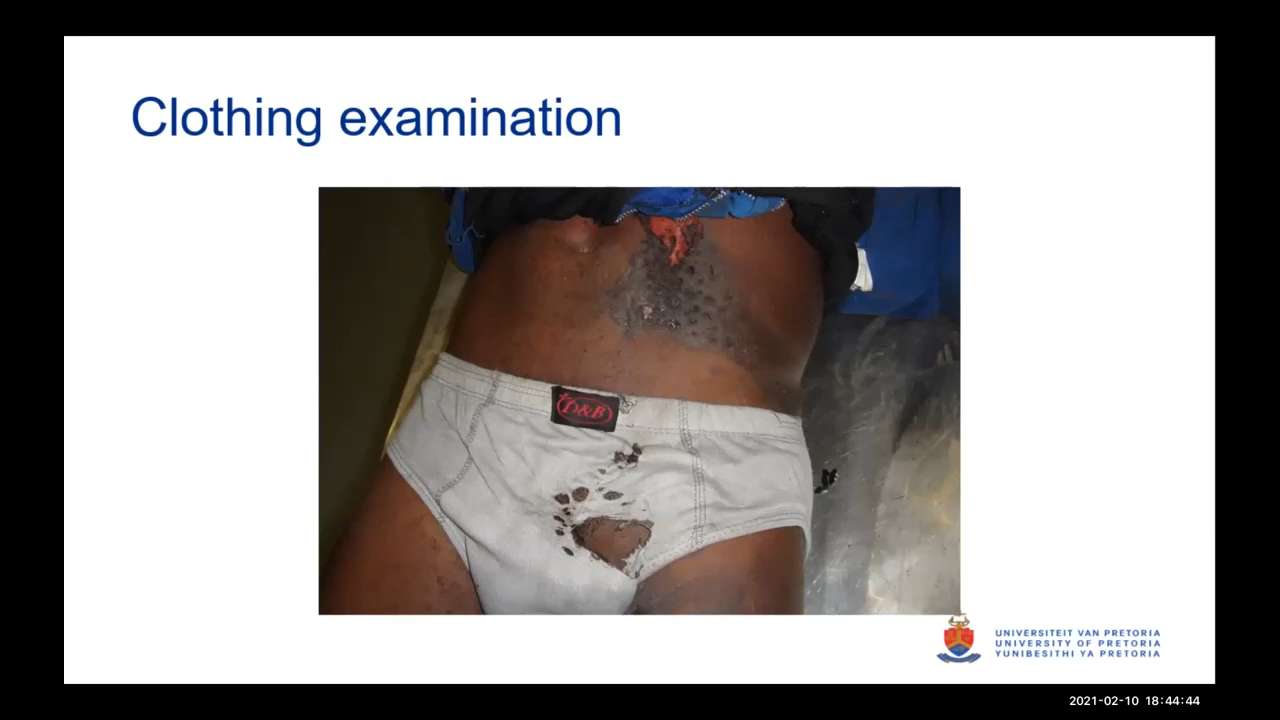 Clothing examination
D&B
UNIVERSITEIT VAN PRETORIA
UNIVERSITY OF PRETORIA
YUNIBESITHI YA PRETORIA
2021-02-10 18:44:44